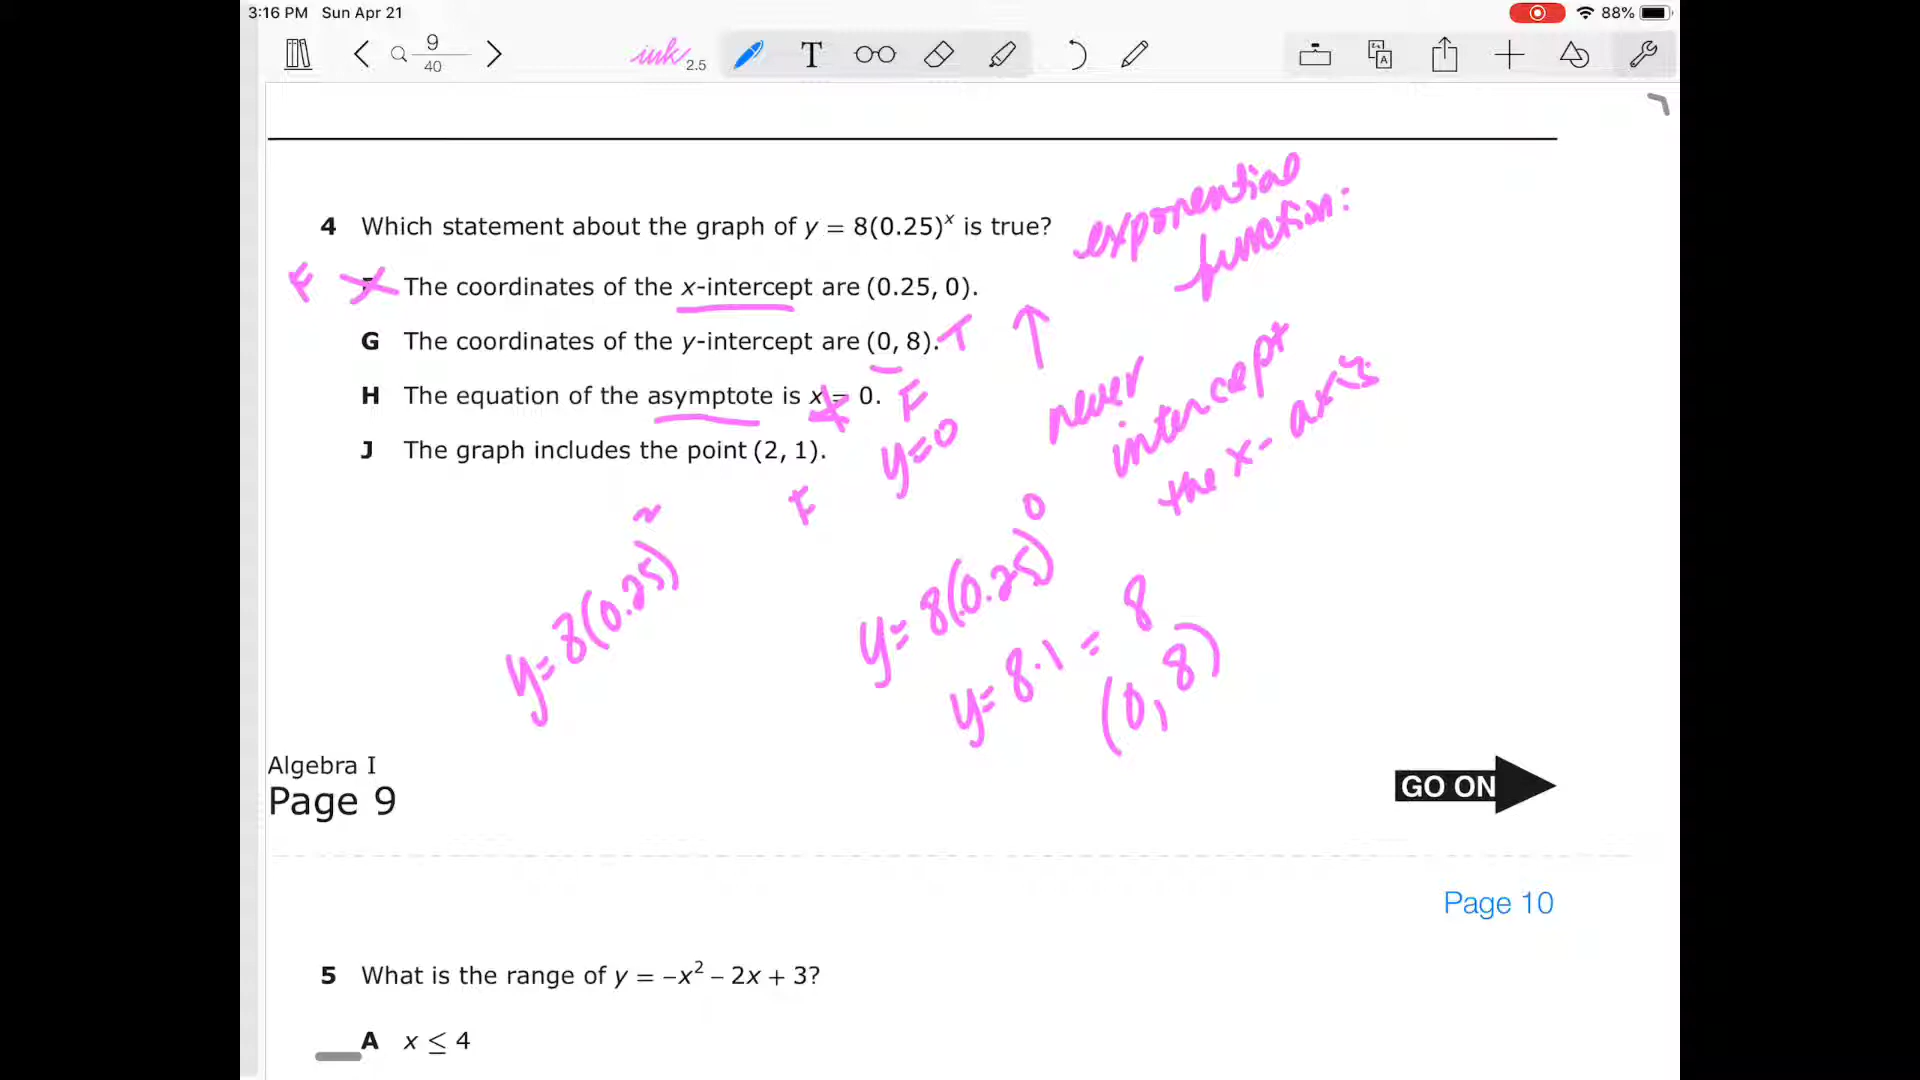 3:16 PM Sun Apr 21
88%
9
40
ink 2.5
T
4 Which statement about the graph of y = 8(0.25)^x is true?
exponential
function:
F
The coordinates of the x-intercept are (0.25, 0).
G The coordinates of the y-intercept are (0, 8). T
H The equation of the asymptote is x = 0. F
y=0
J The graph includes the point (2, 1).
F
never
intercept
the x- axis
y=8(0.25)^2
y=8(0.25)^0
y=8·1=8
(0, 8)
Algebra I
Page 9
GO ON
Page 10
5 What is the range of y = –x² – 2x + 3?
A x ≤ 4